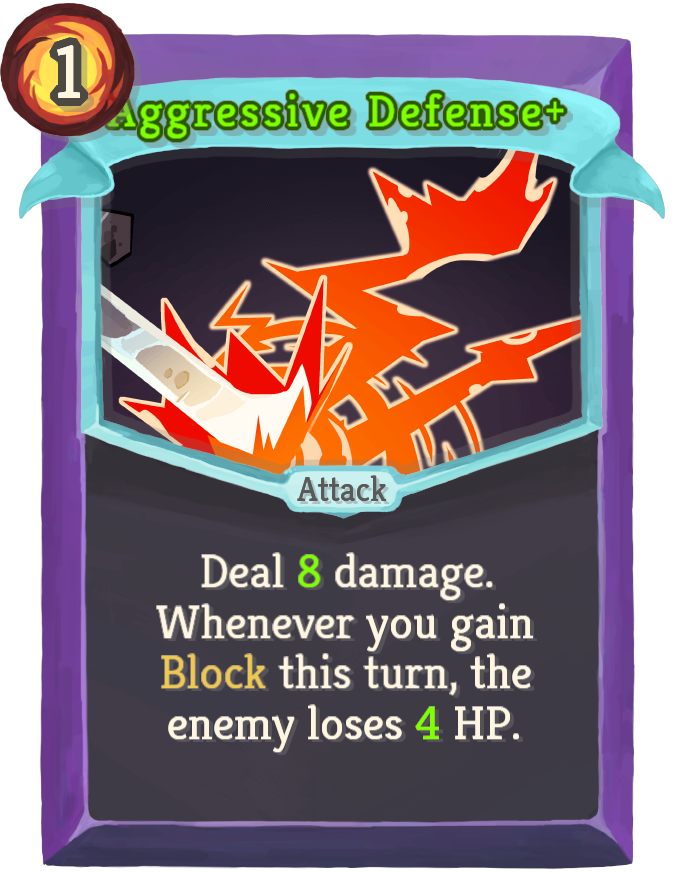 1
Aggressive Defense+
Attack
Deal 8 damage.
Whenever you gain
Block this turn, the
enemy loses 4 HP.